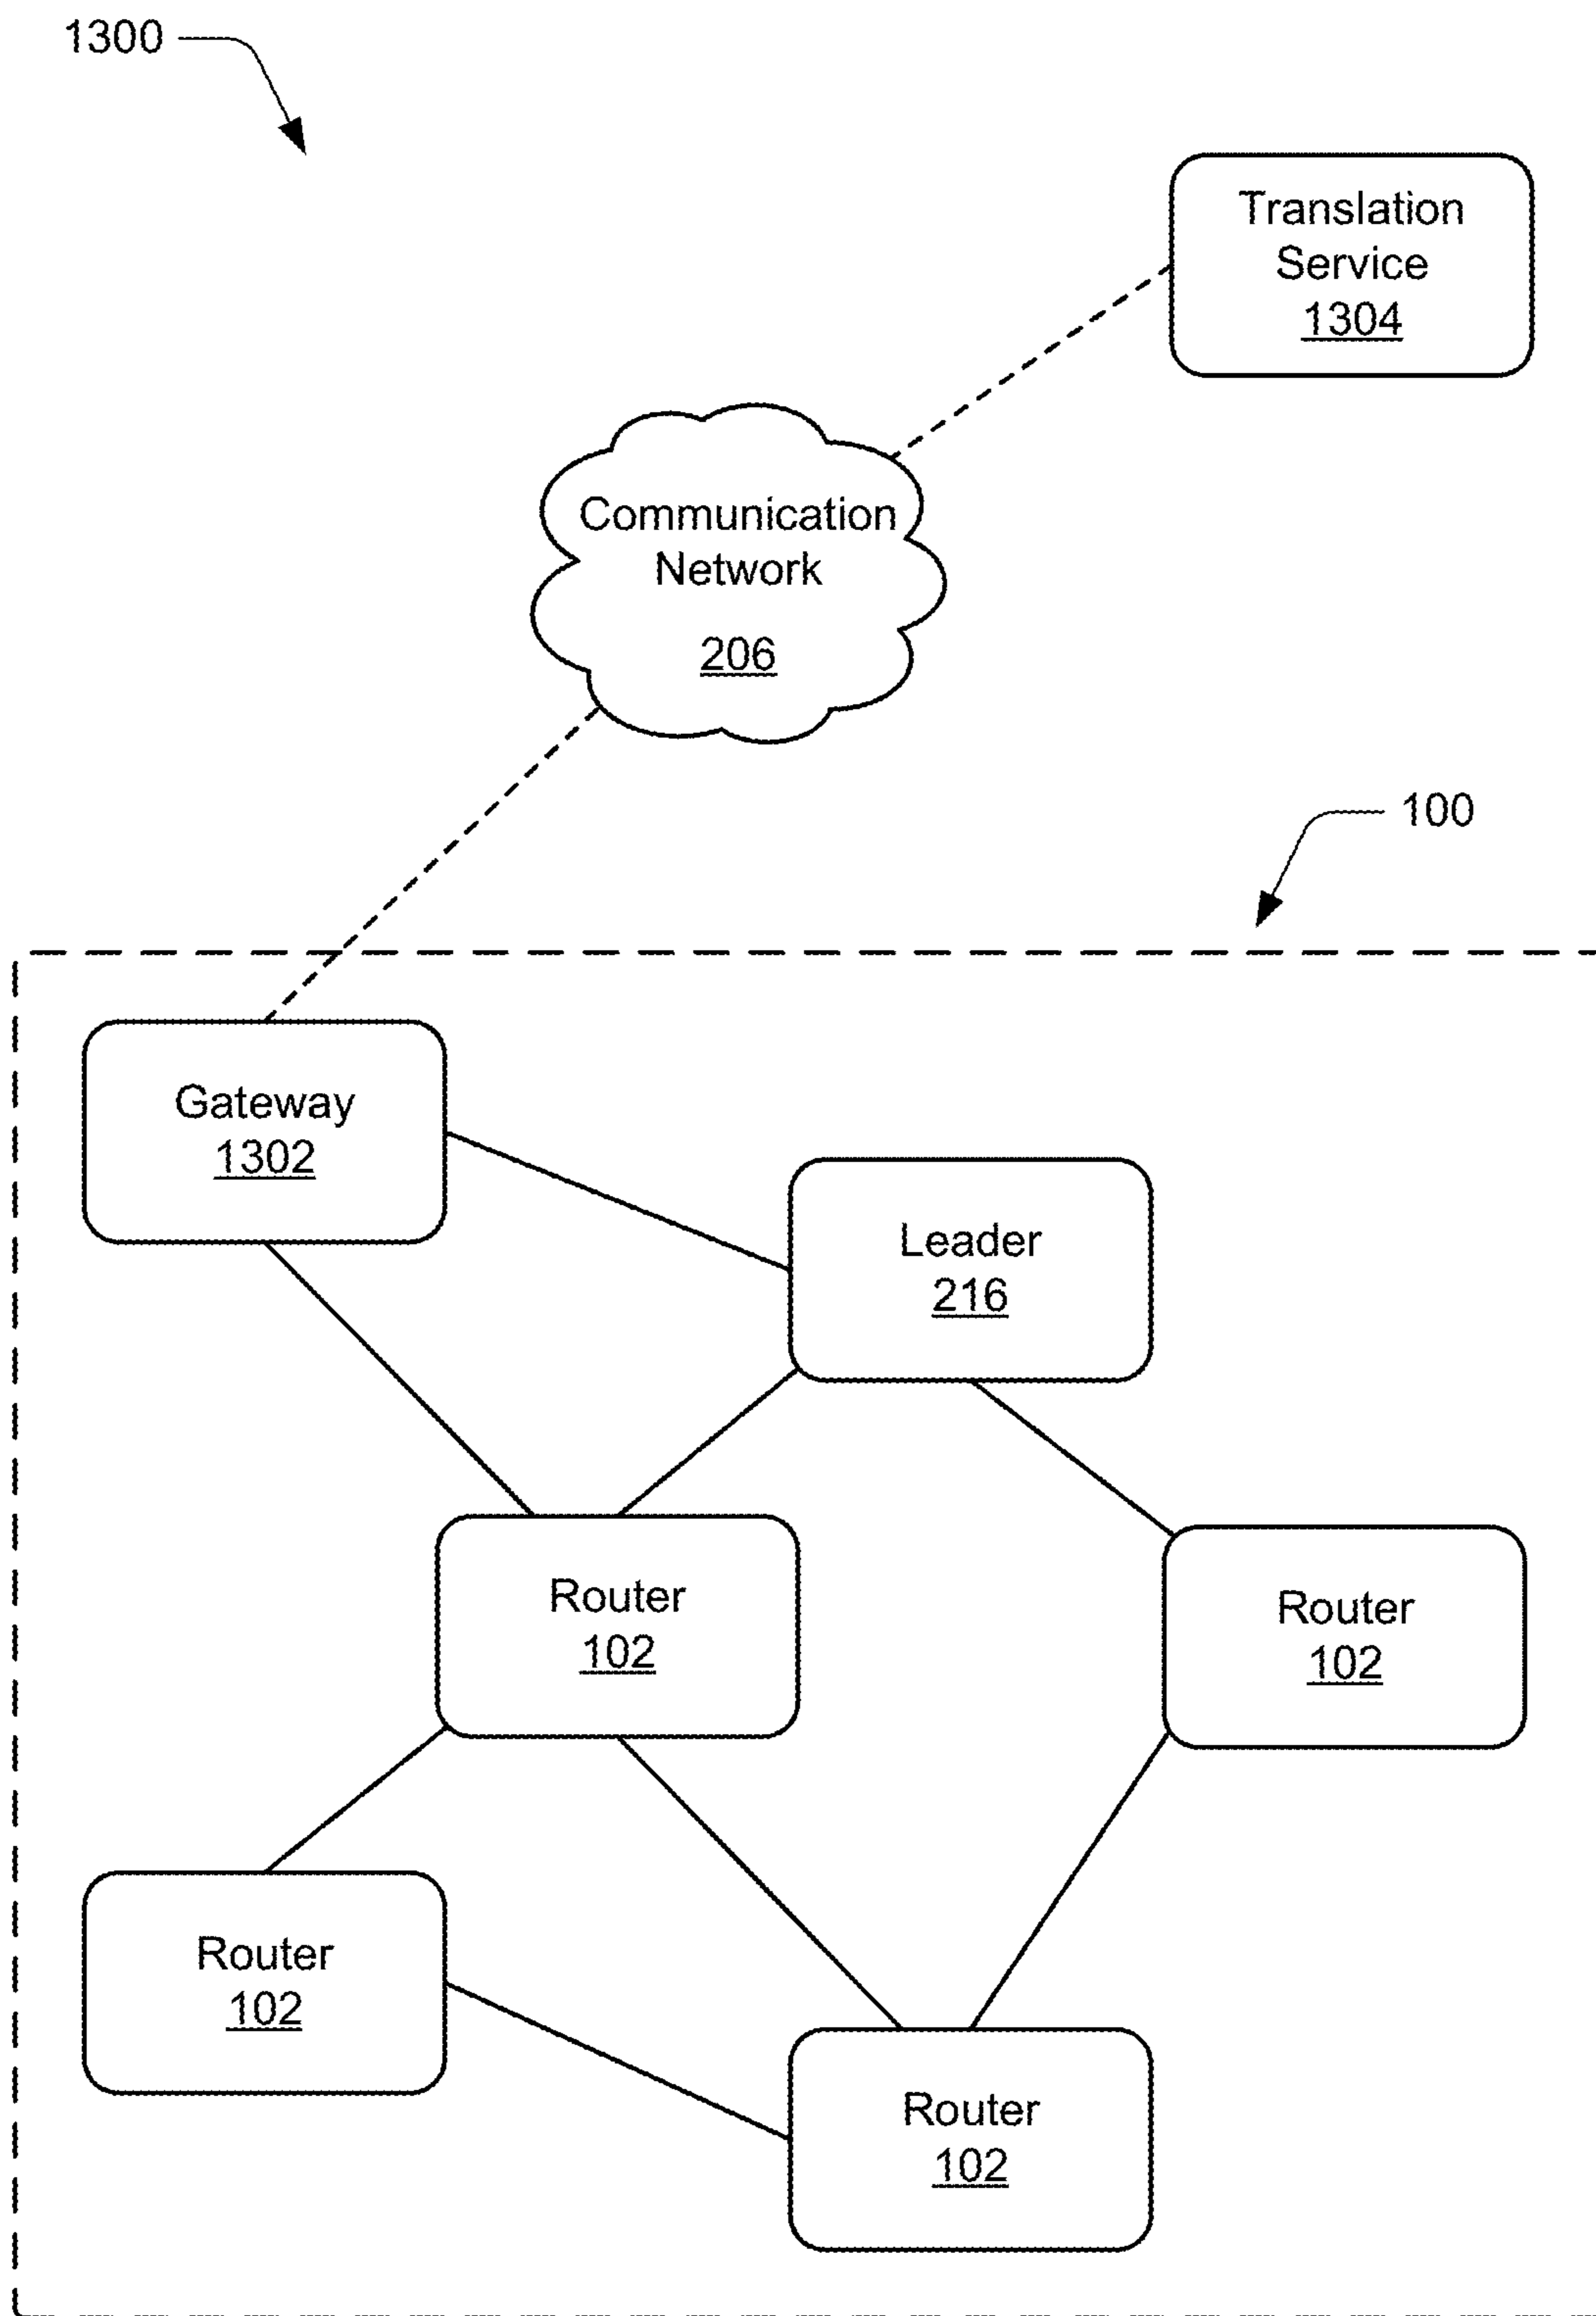 1300
Translation
Service
1304
Communication
Network
206
100
Gateway
1302
Leader
216
Router
102
Router
102
Router
102
Router
102